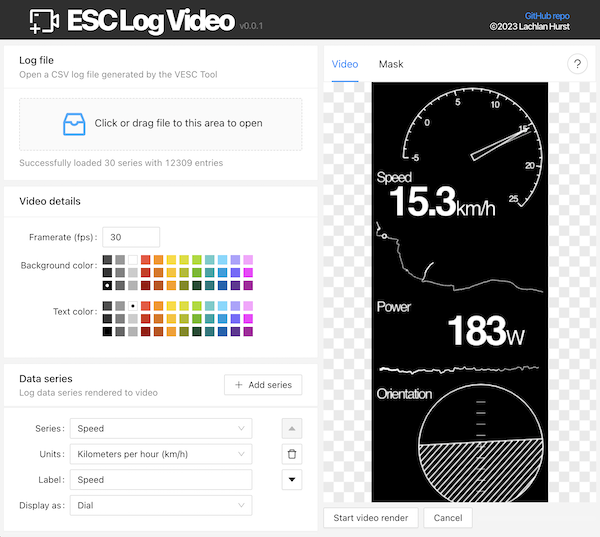 ESC Log Video v0.0.1
GitHub repo
©2023 Lachlan Hurst
Log file
Open a CSV log file generated by the VESC Tool
Click or drag file to this area to open
Successfully loaded 30 series with 12309 entries
Video details
Framerate (fps) : 30
Background color :
Text color :
Data series
Log data series rendered to video
+ Add series
Series : Speed
Units : Kilometers per hour (km/h)
Label : Speed
Display as : Dial
Video Mask ?
-5
0
5
10
15
20
25
Speed
15.3km/h
Power
183W
Orientation
Start video render Cancel